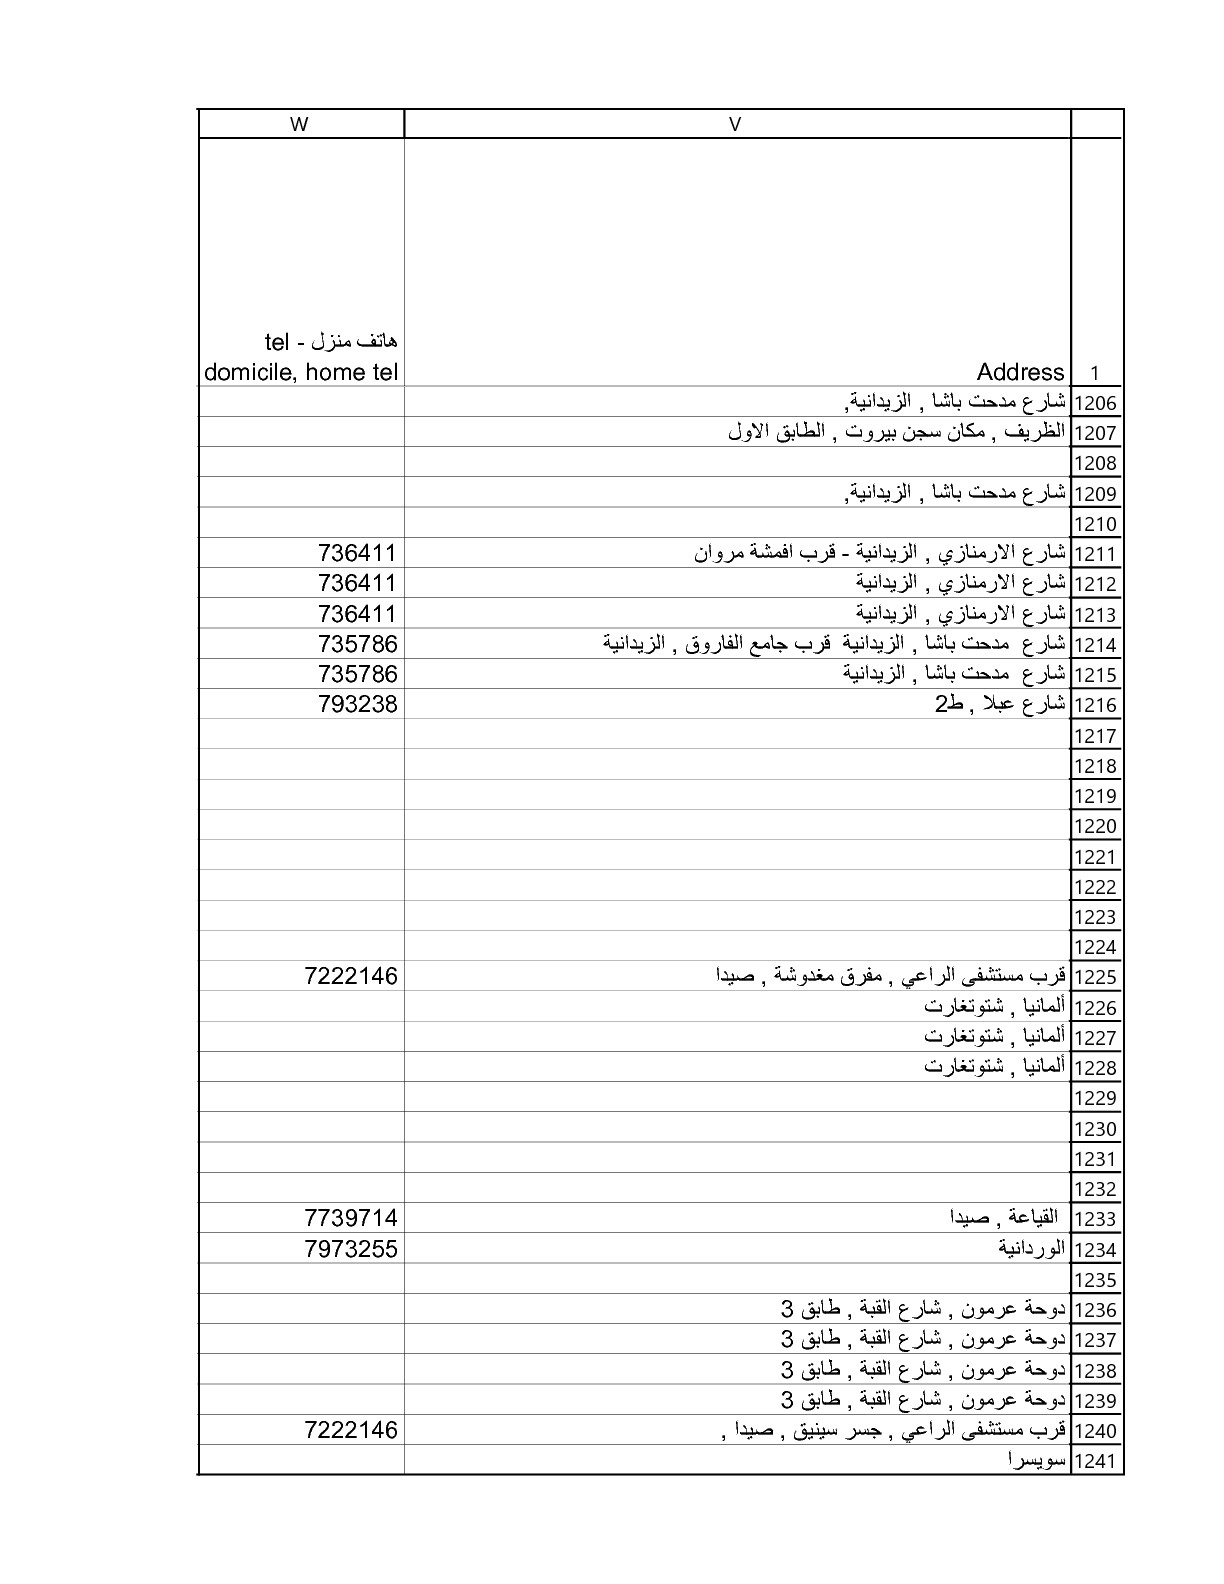 V W
1 Address هاتف منزل - tel
domicile, home tel
1206 شارع مدحت باشا , الزيدانية,
1207 الظريف , مكان سجن بيروت , الطابق الاول
1208
1209 شارع مدحت باشا , الزيدانية,
1210
1211 شارع الارمنازي , الزيدانية - قرب افمشة مروان 736411
1212 شارع الارمنازي , الزيدانية 736411
1213 شارع الارمنازي , الزيدانية 736411
1214 شارع مدحت باشا , الزيدانية قرب جامع الفاروق , الزيدانية 735786
1215 شارع مدحت باشا , الزيدانية 735786
1216 شارع عبلا , ط2 793238
1217
1218
1219
1220
1221
1222
1223
1224
1225 قرب مستشفى الراعي , مفرق مغدوشة , صيدا 7222146
1226 ألمانيا , شتوتغارت
1227 ألمانيا , شتوتغارت
1228 ألمانيا , شتوتغارت
1229
1230
1231
1232
1233 القياعة , صيدا 7739714
1234 الوردانية 7973255
1235
1236 دوحة عرمون , شارع القبة , طابق 3
1237 دوحة عرمون , شارع القبة , طابق 3
1238 دوحة عرمون , شارع القبة , طابق 3
1239 دوحة عرمون , شارع القبة , طابق 3
1240 قرب مستشفى الراعي , جسر سينيق , صيدا , 7222146
1241 سويسرا